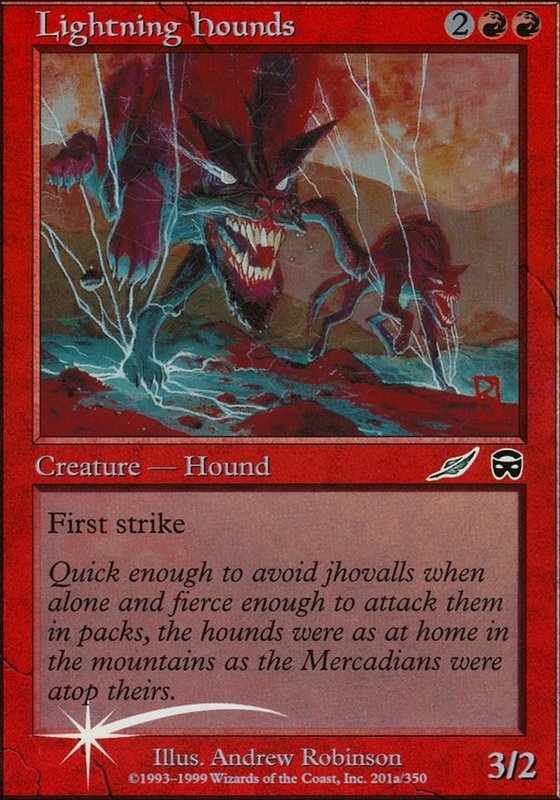 Lightning Hounds 2
Creature — Hound
First strike
Quick enough to avoid jhovalls when
alone and fierce enough to attack them
in packs, the hounds were as at home in
the mountains as the Mercadians were
atop theirs.
Illus. Andrew Robinson
©1993–1999 Wizards of the Coast, Inc. 201a/350
3/2